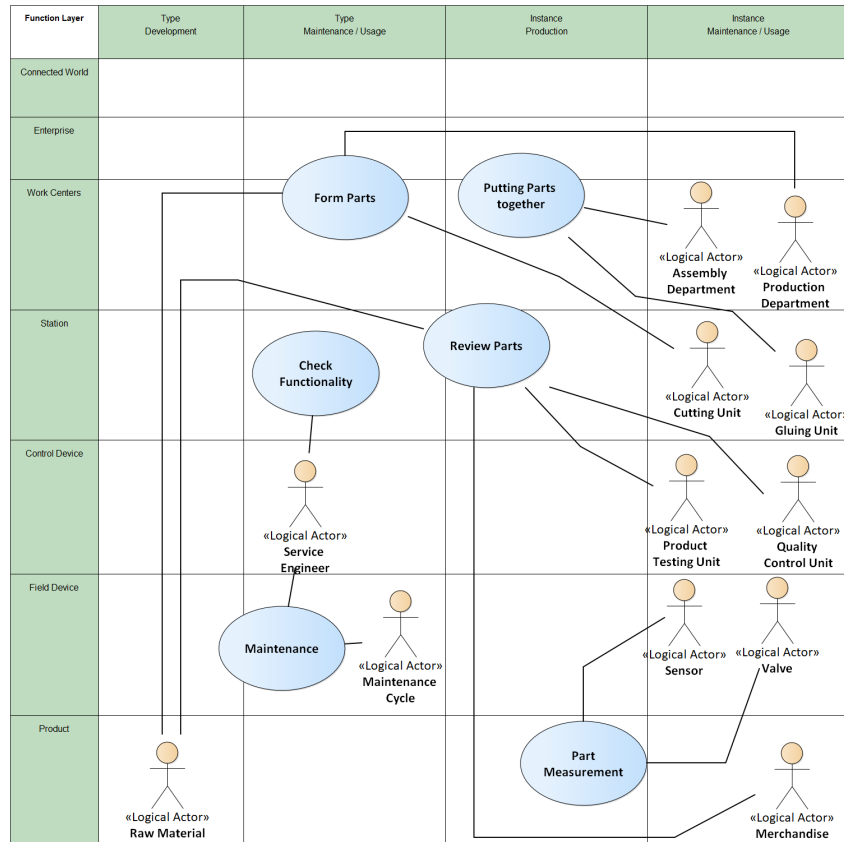 Function Layer
Type
Development
Type
Maintenance / Usage
Instance
Production
Instance
Maintenance / Usage
Connected World
Enterprise
Work Centers
Form Parts
Putting Parts
together
«Logical Actor»
Assembly
Department
«Logical Actor»
Production
Department
Station
Check
Functionality
Review Parts
«Logical Actor»
Cutting Unit
«Logical Actor»
Gluing Unit
Control Device
«Logical Actor»
Service
Engineer
«Logical Actor»
Product
Testing Unit
«Logical Actor»
Quality
Control Unit
Field Device
Maintenance
«Logical Actor»
Maintenance
Cycle
«Logical Actor»
Sensor
«Logical Actor»
Valve
Product
«Logical Actor»
Raw Material
Part
Measurement
«Logical Actor»
Merchandise